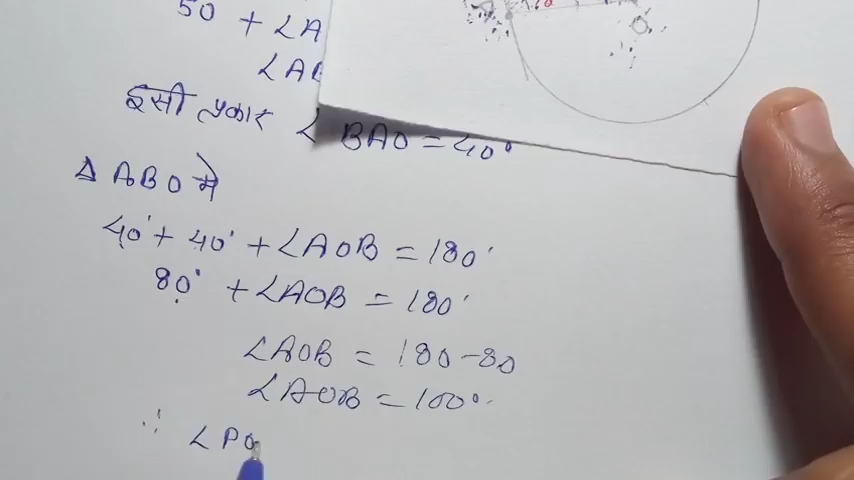 50 + ∠A
∠AB
इसी प्रकार ∠BAO = 40°
Δ ABO में
40° + 40° + ∠AOB = 180°
80° + ∠AOB = 180°
∠AOB = 180 - 80
∠AOB = 100°
∴ ∠PO